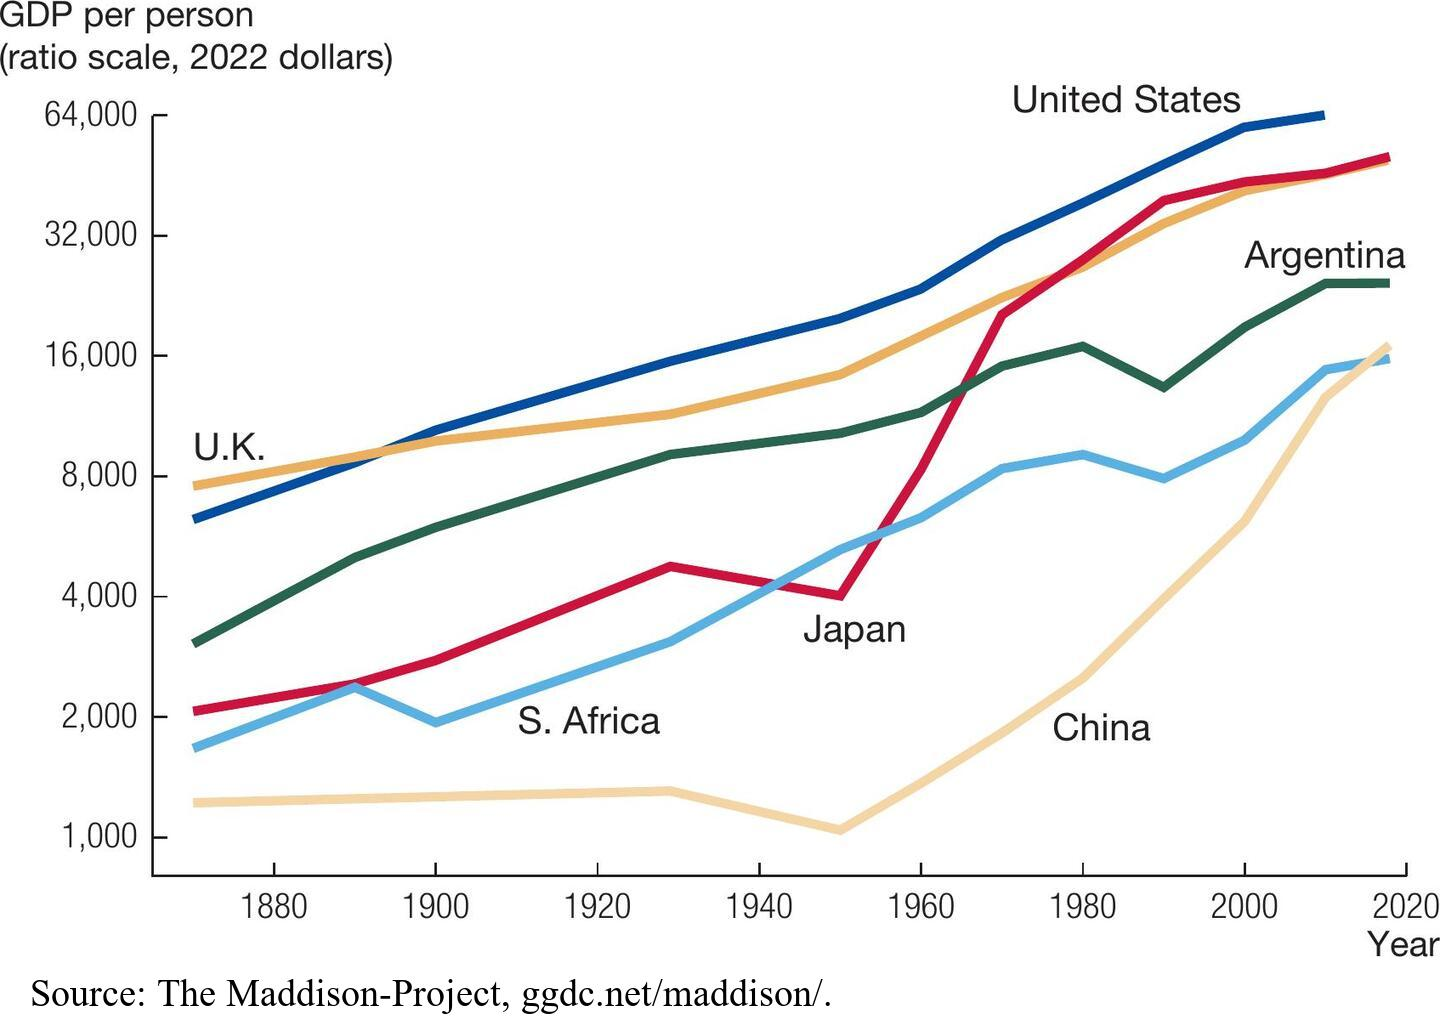 GDP per person
(ratio scale, 2022 dollars)
64,000
32,000
16,000
8,000
4,000
2,000
1,000
United States
Argentina
U.K.
Japan
S. Africa
China
1880 1900 1920 1940 1960 1980 2000 2020
Year
Source: The Maddison-Project, ggdc.net/maddison/.